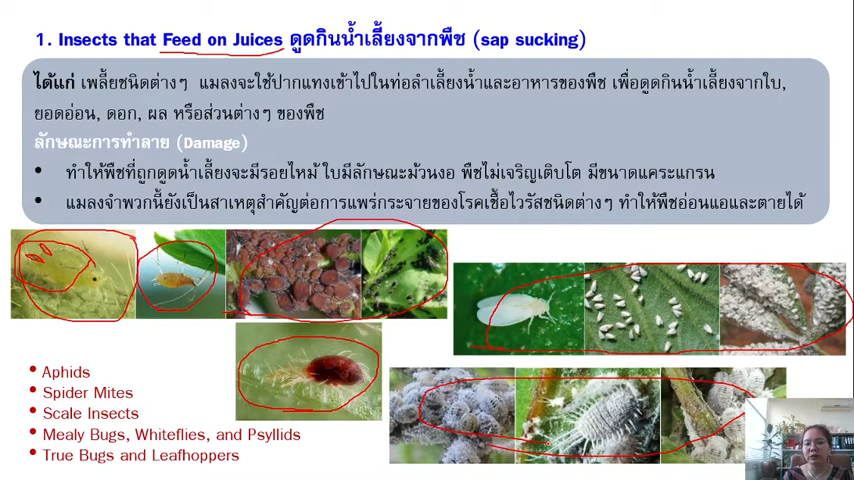 1. Insects that Feed on Juices ดูดกินน้ำเลี้ยงจากพืช (sap sucking)
ได้แก่ เพลี้ยชนิดต่างๆ แมลงจะใช้ปากแทงเข้าไปในท่อลำเลี้ยงน้ำและอาหารของพืช เพื่อดูดกินน้ำเลี้ยงจากใบ,
ยอดอ่อน, ดอก, ผล หรือส่วนต่างๆ ของพืช
ลักษณะการทำลาย (Damage)
• ทำให้พืชที่ถูกดูดน้ำเลี้ยงจะมีรอยไหม้ ใบมีลักษณะม้วนงอ พืชไม่เจริญเติบโต มีขนาดแคระแกรน
• แมลงจำพวกนี้ยังเป็นสาเหตุสำคัญต่อการแพร่กระจายของโรคเชื้อไวรัสชนิดต่างๆ ทำให้พืชอ่อนแอและตายได้
• Aphids
• Spider Mites
• Scale Insects
• Mealy Bugs, Whiteflies, and Psyllids
• True Bugs and Leafhoppers